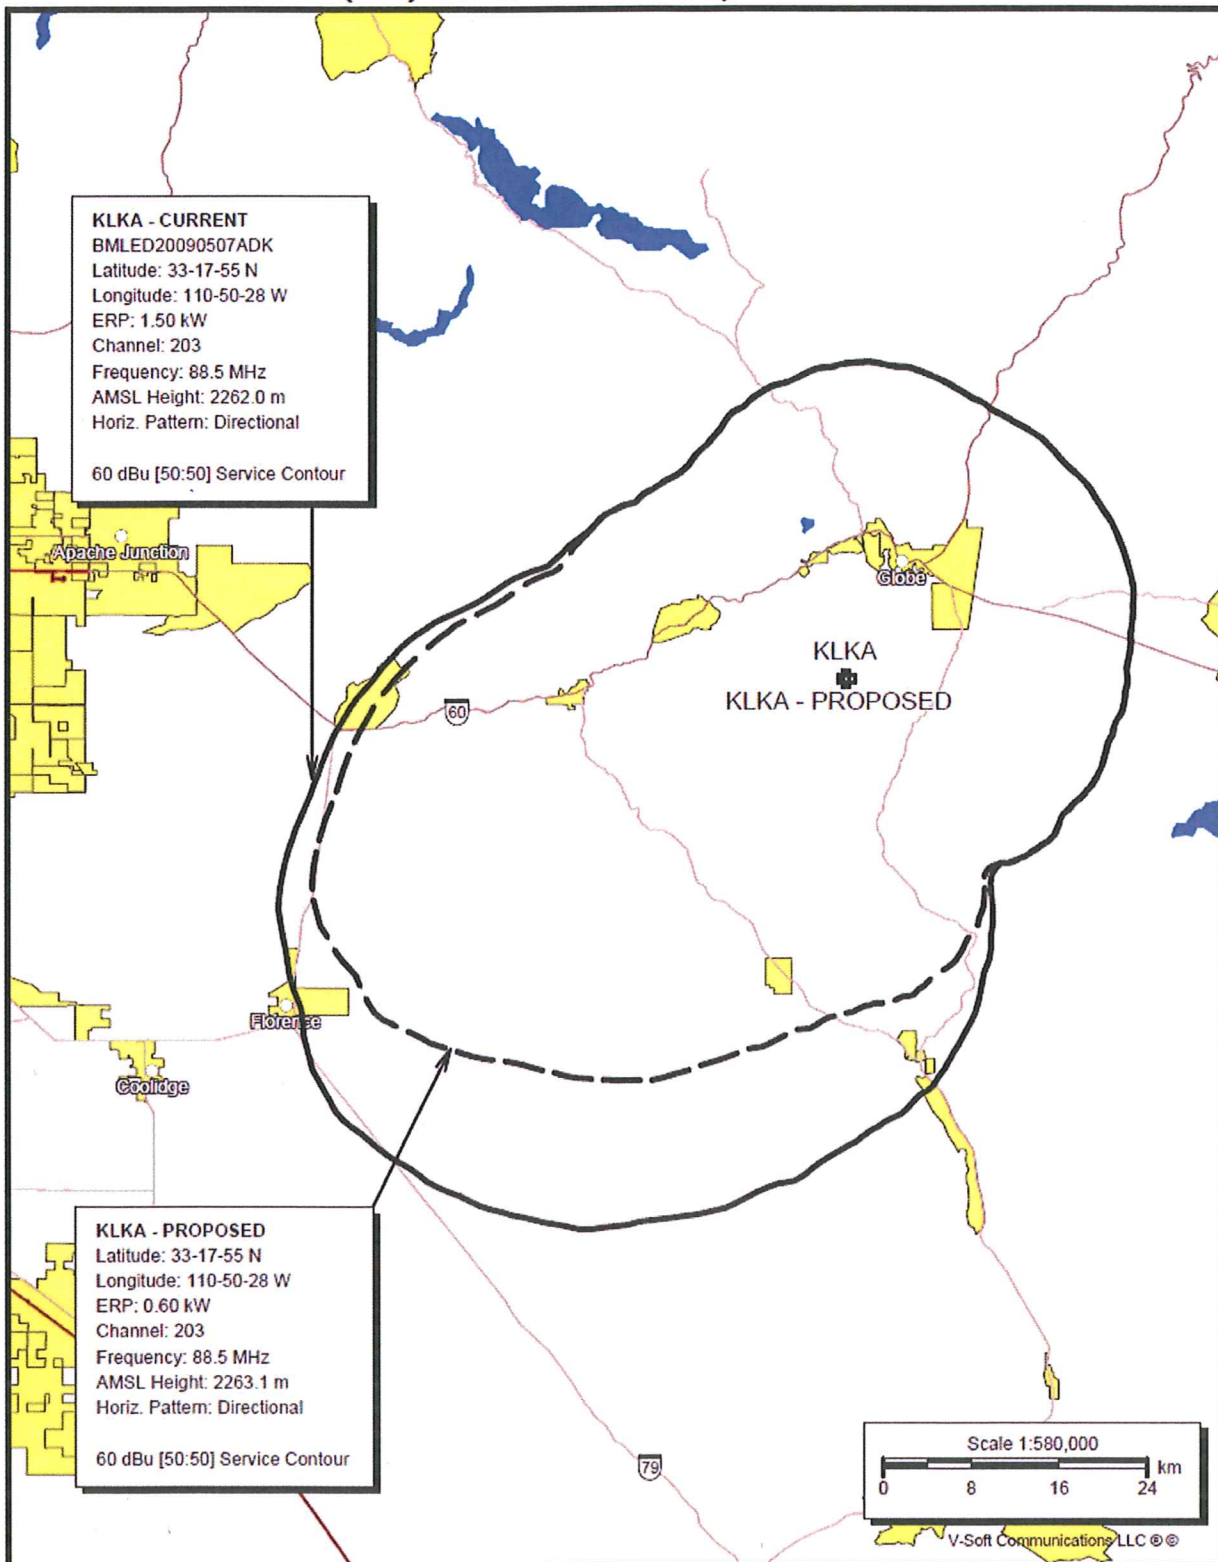 KLKA - CURRENT
BMLED20090507ADK
Latitude: 33-17-55 N
Longitude: 110-50-28 W
ERP: 1.50 kW
Channel: 203
Frequency: 88.5 MHz
AMSL Height: 2262.0 m
Horiz. Pattern: Directional
60 dBu [50:50] Service Contour
Apache Junction
Globe
KLKA
KLKA - PROPOSED
60
Florence
Coolidge
KLKA - PROPOSED
Latitude: 33-17-55 N
Longitude: 110-50-28 W
ERP: 0.60 kW
Channel: 203
Frequency: 88.5 MHz
AMSL Height: 2263.1 m
Horiz. Pattern: Directional
60 dBu [50:50] Service Contour
79
Scale 1:580,000
km
0 8 16 24
V-Soft Communications LLC ® ©